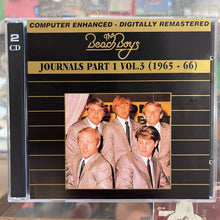 COMPUTER ENHANCED - DIGITALLY REMASTERED
the
Beach Boys
JOURNALS PART 1 VOL.3 (1965 - 66)
2
CD